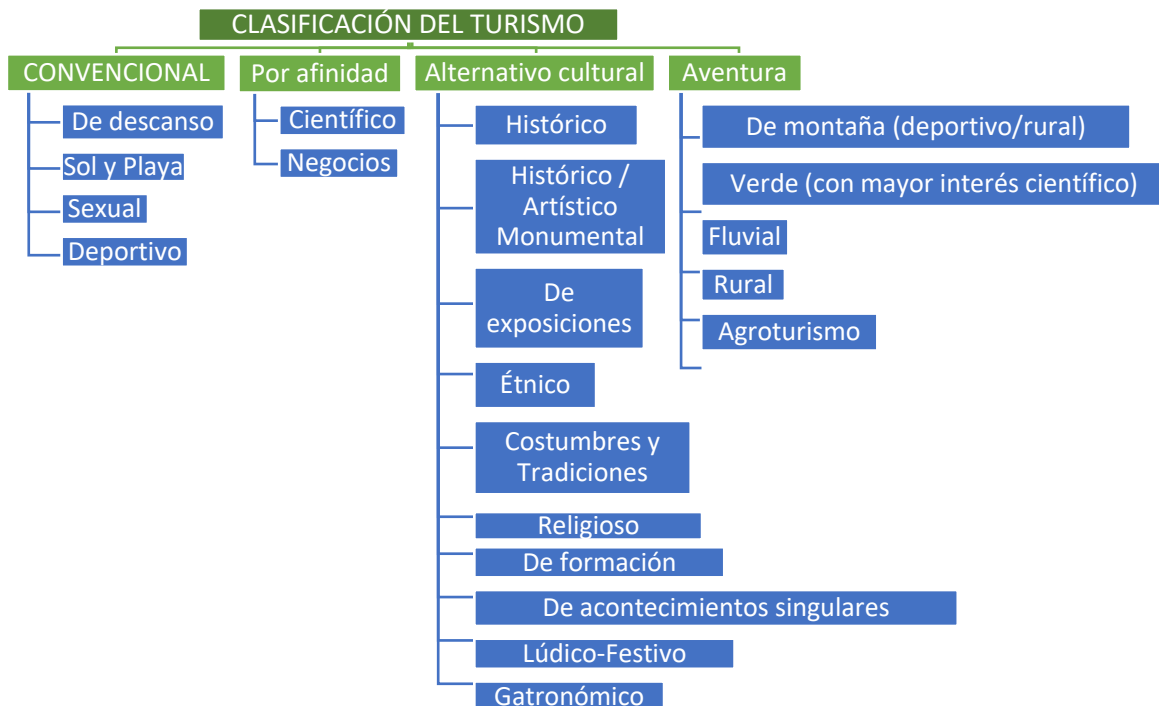 CLASIFICACIÓN DEL TURISMO
CONVENCIONAL
De descanso
Sol y Playa
Sexual
Deportivo
Por afinidad
Científico
Negocios
Alternativo cultural
Histórico
Histórico /
Artístico
Monumental
De
exposiciones
Étnico
Costumbres y
Tradiciones
Religioso
De formación
De acontecimientos singulares
Lúdico-Festivo
Gatronómico
Aventura
De montaña (deportivo/rural)
Verde (con mayor interés científico)
Fluvial
Rural
Agroturismo